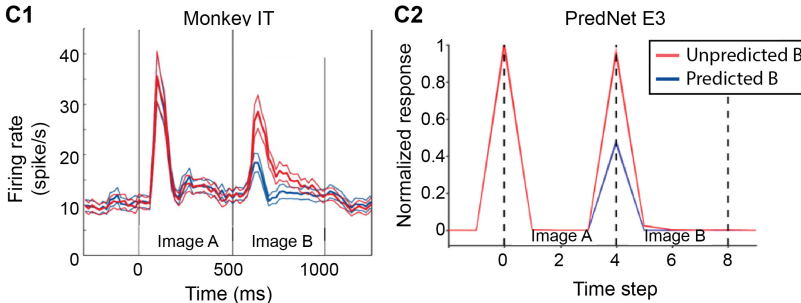 C1
Monkey IT
Firing rate
(spike/s)
40
30
20
10
0
Image A
Image B
0
500
1000
Time (ms)
C2
PredNet E3
Normalized response
1
0.8
0.6
0.4
0.2
0
Unpredicted B
Predicted B
Image A
Image B
0
2
4
6
8
Time step